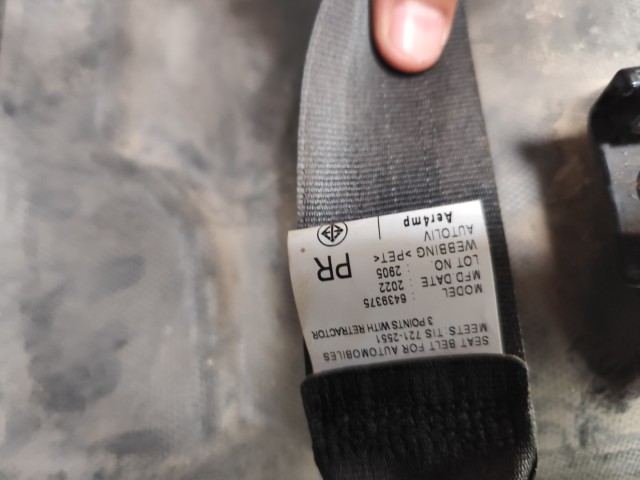 SEAT BELT FOR AUTOMOBILES
MEETS TIS 721-2551
3 POINTS WITH RETRACTOR
MODEL : 6439375
MFD DATE : 2022
LOT NO : 2905
WEBBING >PET<
AUTOLIV
PR
Aer4mp